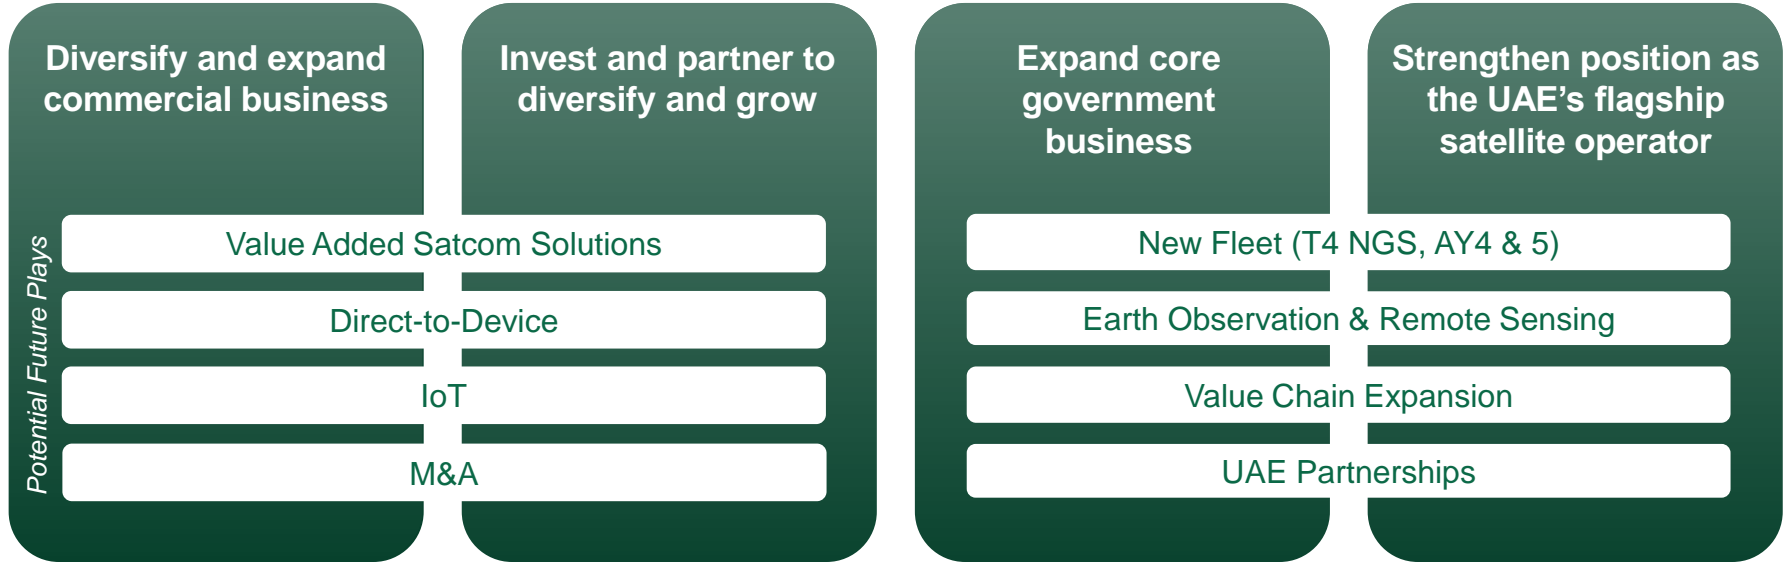 Diversify and expand
commercial business
Invest and partner to
diversify and grow
Expand core
government
business
Strengthen position as
the UAE’s flagship
satellite operator
Potential Future Plays
Value Added Satcom Solutions
Direct-to-Device
IoT
M&A
New Fleet (T4 NGS, AY4 & 5)
Earth Observation & Remote Sensing
Value Chain Expansion
UAE Partnerships